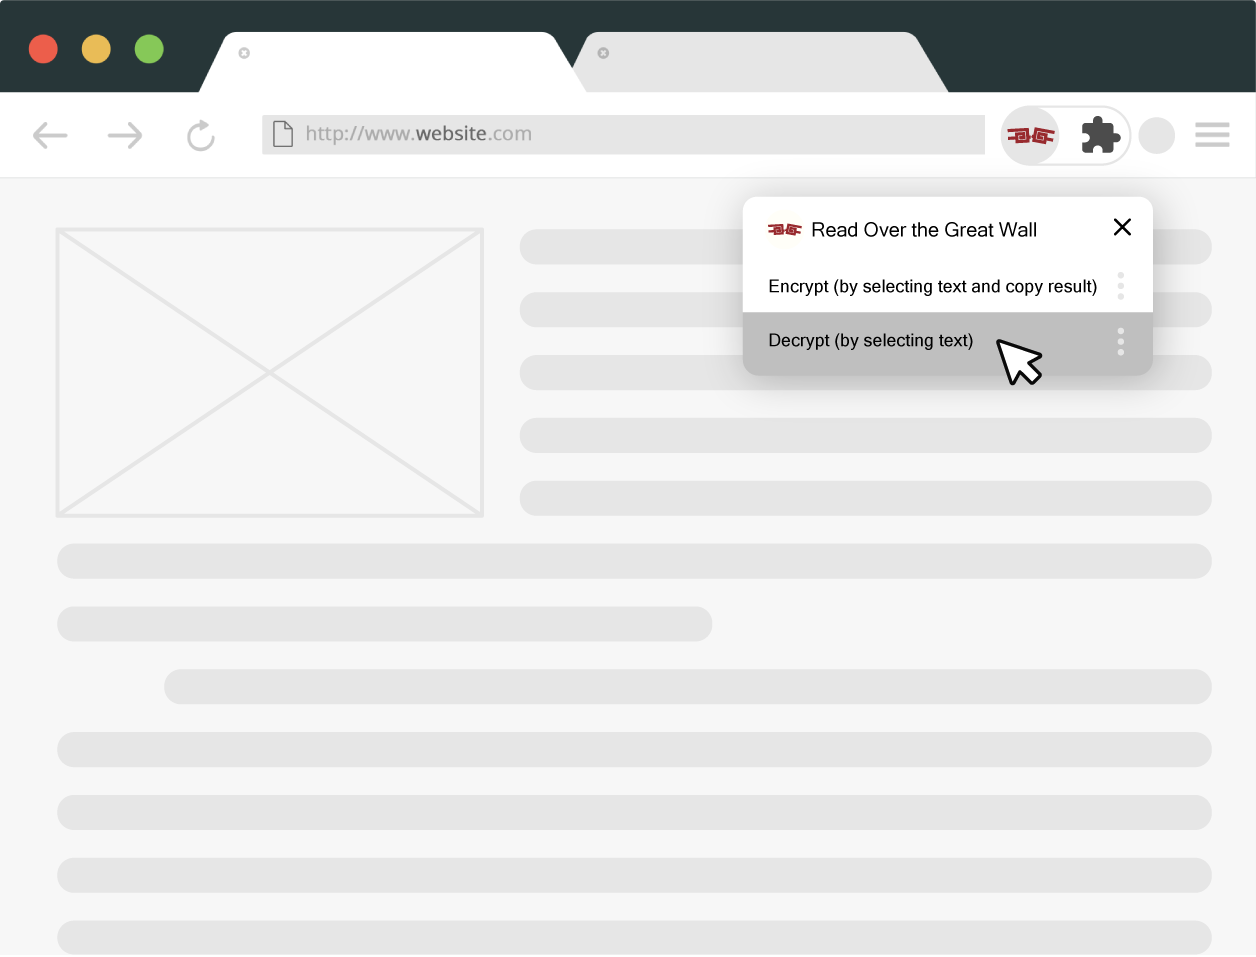 http://www.website.com
Read Over the Great Wall
Encrypt (by selecting text and copy result)
Decrypt (by selecting text)